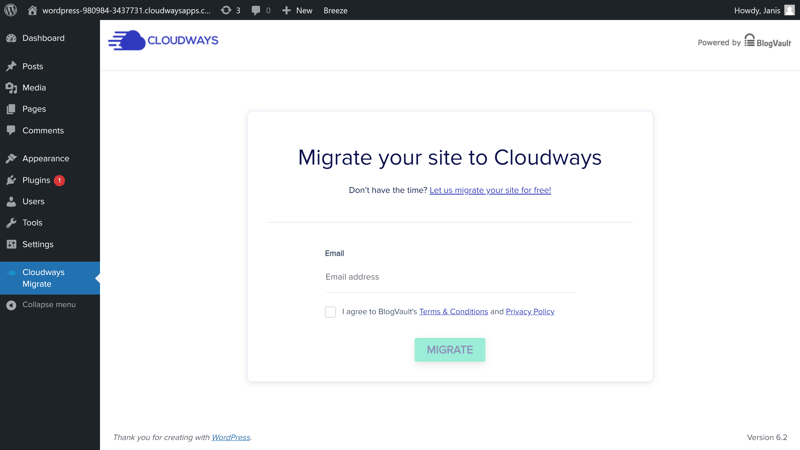 wordpress-980984-3437731.cloudwaysapps.c... 3 0 New Breeze Howdy, Janis
Dashboard
Posts
Media
Pages
Comments
Appearance
Plugins 1
Users
Tools
Settings
Cloudways
Migrate
Collapse menu
CLOUDWAYS
Powered by BlogVault
Migrate your site to Cloudways
Don't have the time? Let us migrate your site for free!
Email
Email address
I agree to BlogVault's Terms & Conditions and Privacy Policy
MIGRATE
Thank you for creating with WordPress. Version 6.2